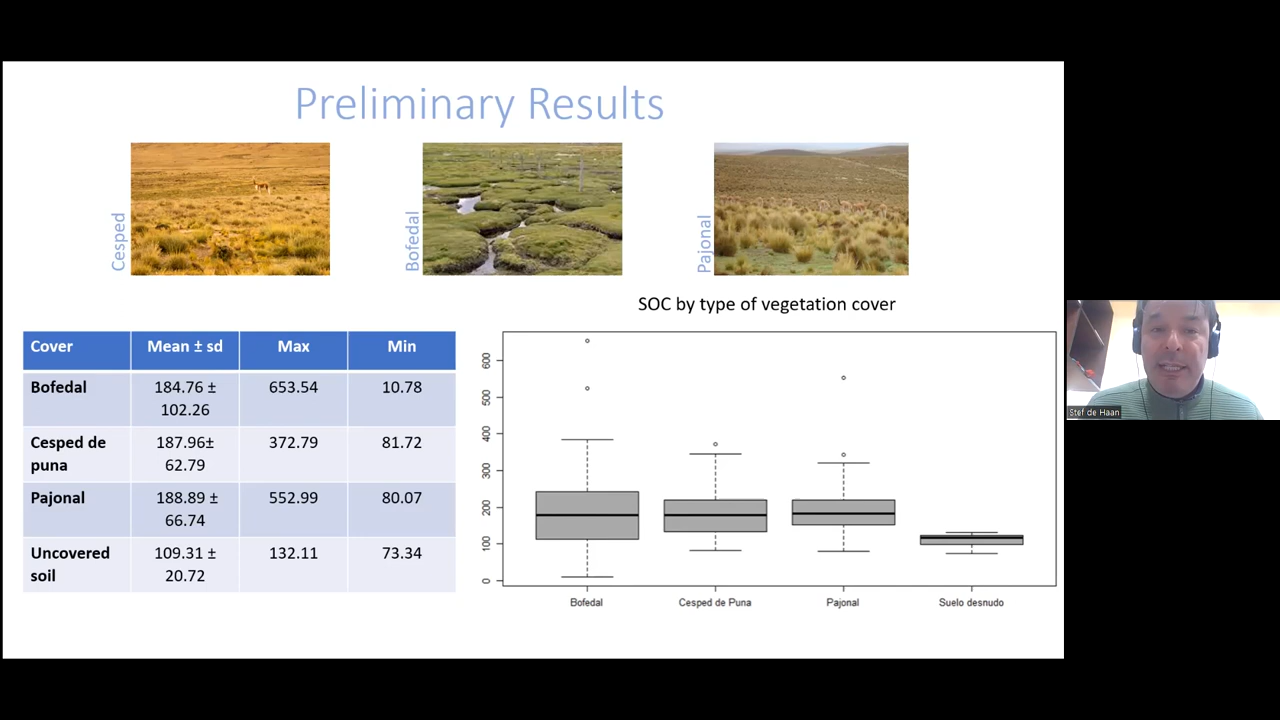 Preliminary Results
Cesped
Bofedal
Pajonal
SOC by type of vegetation cover
Cover Mean ± sd Max Min
Bofedal 184.76 ± 653.54 10.78
102.26
Cesped de 187.96± 372.79 81.72
puna 62.79
Pajonal 188.89 ± 552.99 80.07
66.74
Uncovered 109.31 ± 132.11 73.34
soil 20.72
600
500
400
300
200
100
0
Bofedal Cesped de Puna Pajonal Suelo desnudo
Stef de Haan